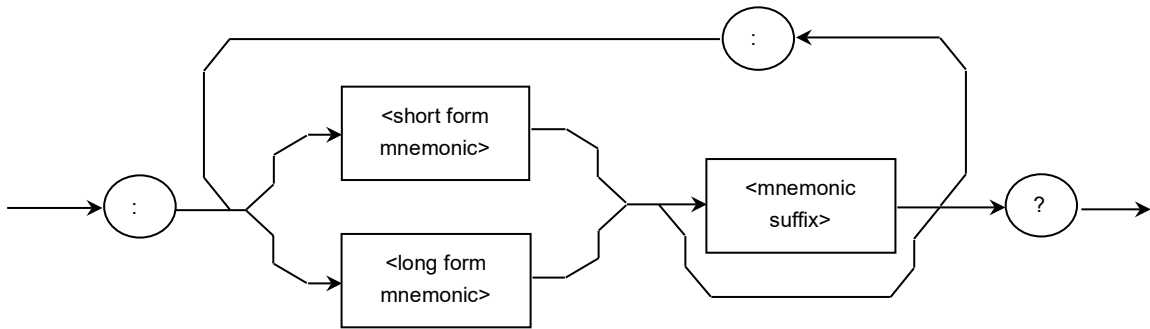 :
<short form
mnemonic>
:
<mnemonic
suffix>
?
<long form
mnemonic>